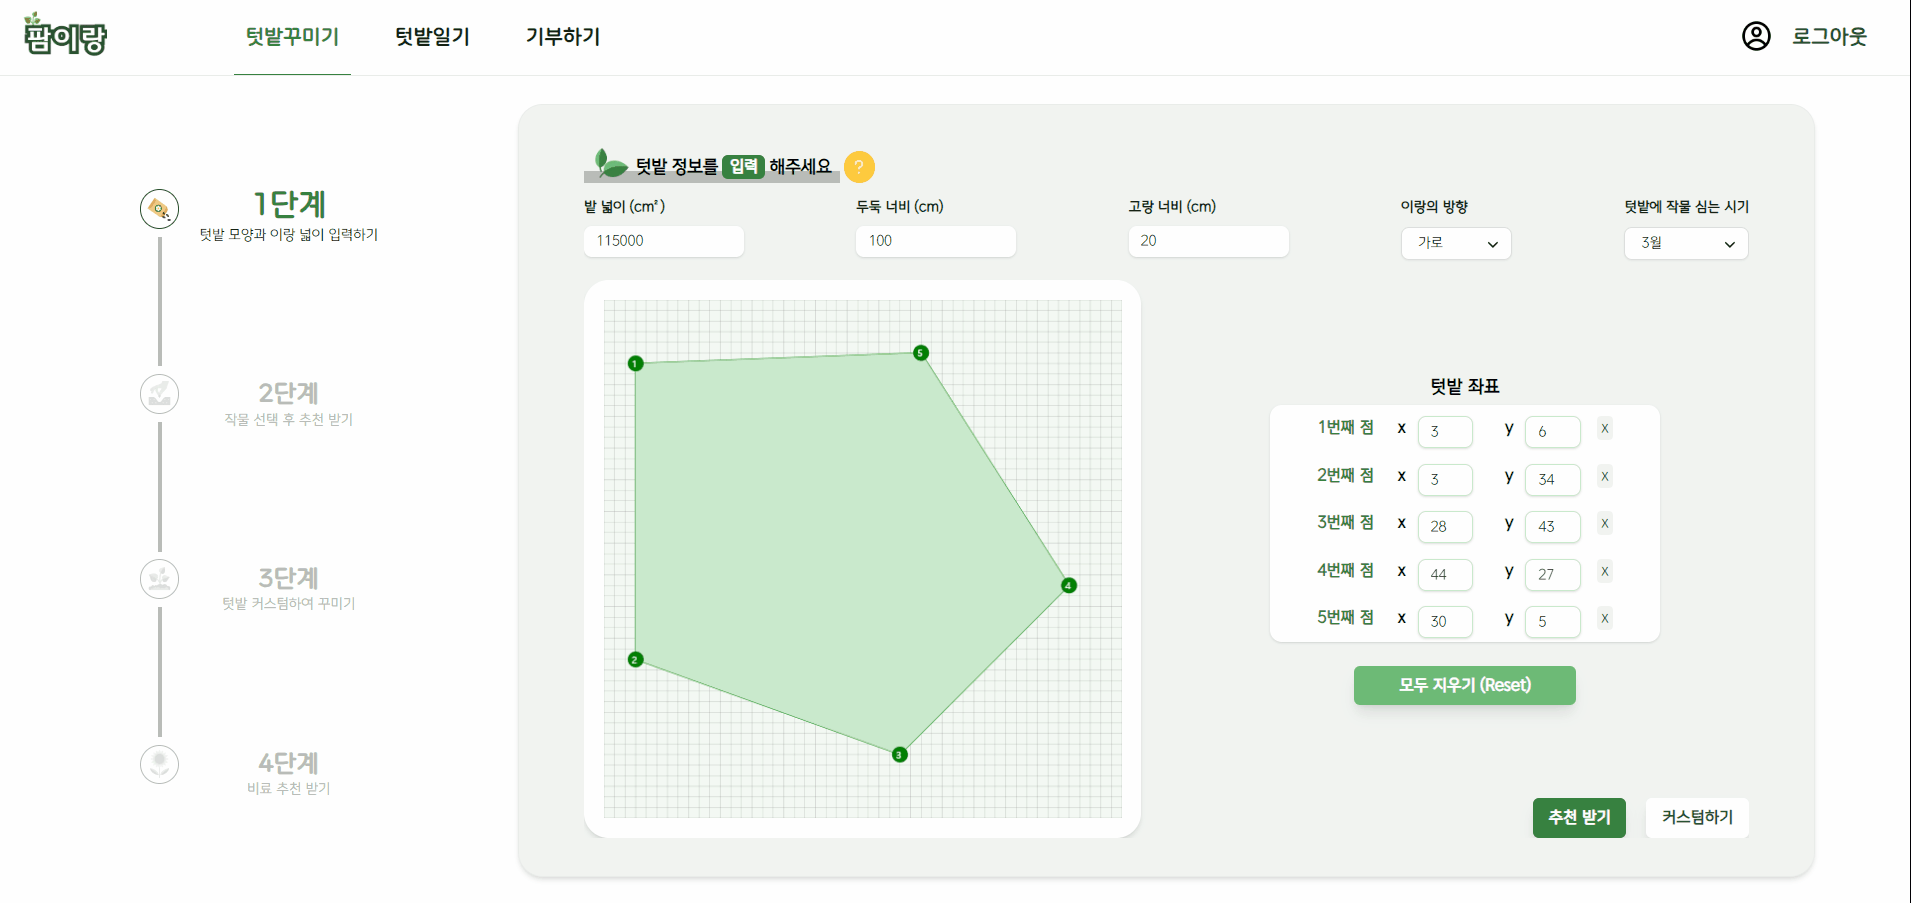 팜이랑
텃밭꾸미기 텃밭일기 기부하기
로그아웃
1단계
텃밭 모양과 이랑 넓이 입력하기
2단계
작물 선택 후 추천 받기
3단계
텃밭 커스텀하여 꾸미기
4단계
비료 추천 받기
텃밭 정보를 입력 해주세요 ?
밭 넓이 (cm²) 두둑 너비 (cm) 고랑 너비 (cm) 이랑의 방향 텃밭에 작물 심는 시기
115000 100 20 가로 3월
1
5
4
2
3
텃밭 좌표
1번째 점 x 3 y 6 X
2번째 점 x 3 y 34 X
3번째 점 x 28 y 43 X
4번째 점 x 44 y 27 X
5번째 점 x 30 y 5 X
모두 지우기 (Reset)
추천 받기 커스텀하기